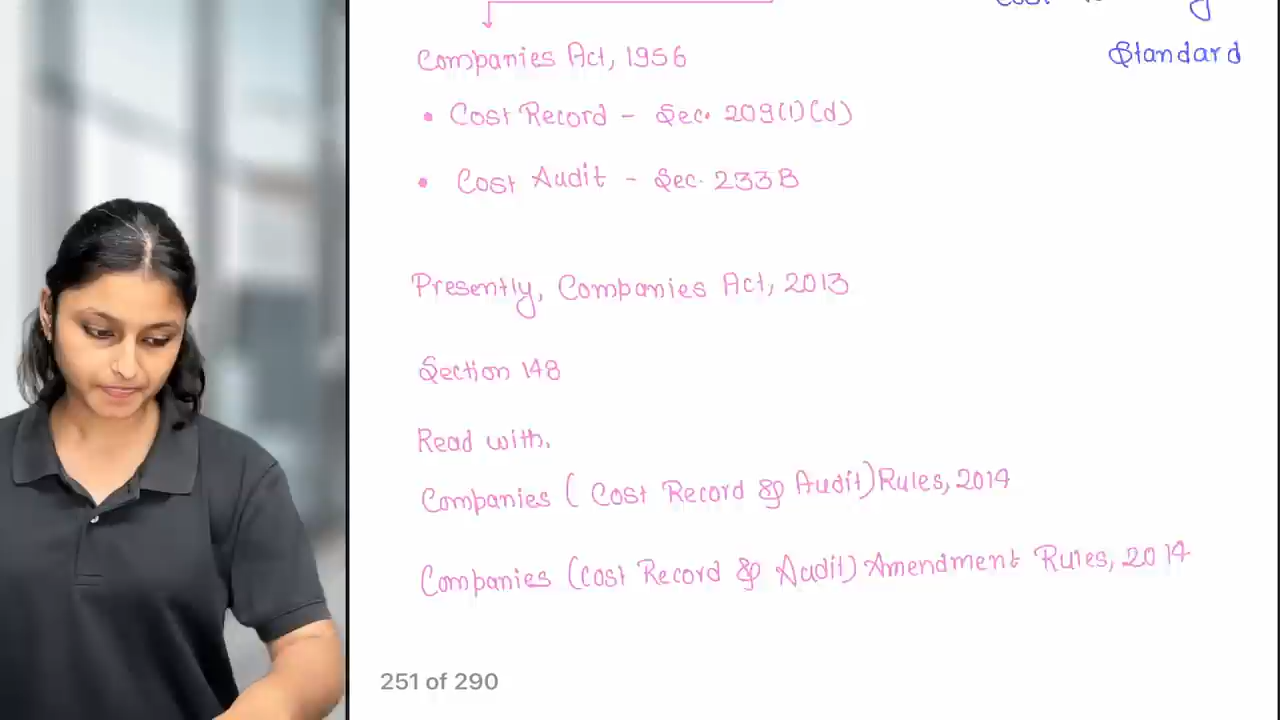 Standard
Companies Act, 1956
• Cost Record - Sec. 209(1)(d)
• Cost Audit - Sec. 233B
Presently, Companies Act, 2013
Section 148
Read with.
Companies (Cost Record & Audit) Rules, 2014
Companies (Cost Record & Audit) Amendment Rules, 2014
251 of 290